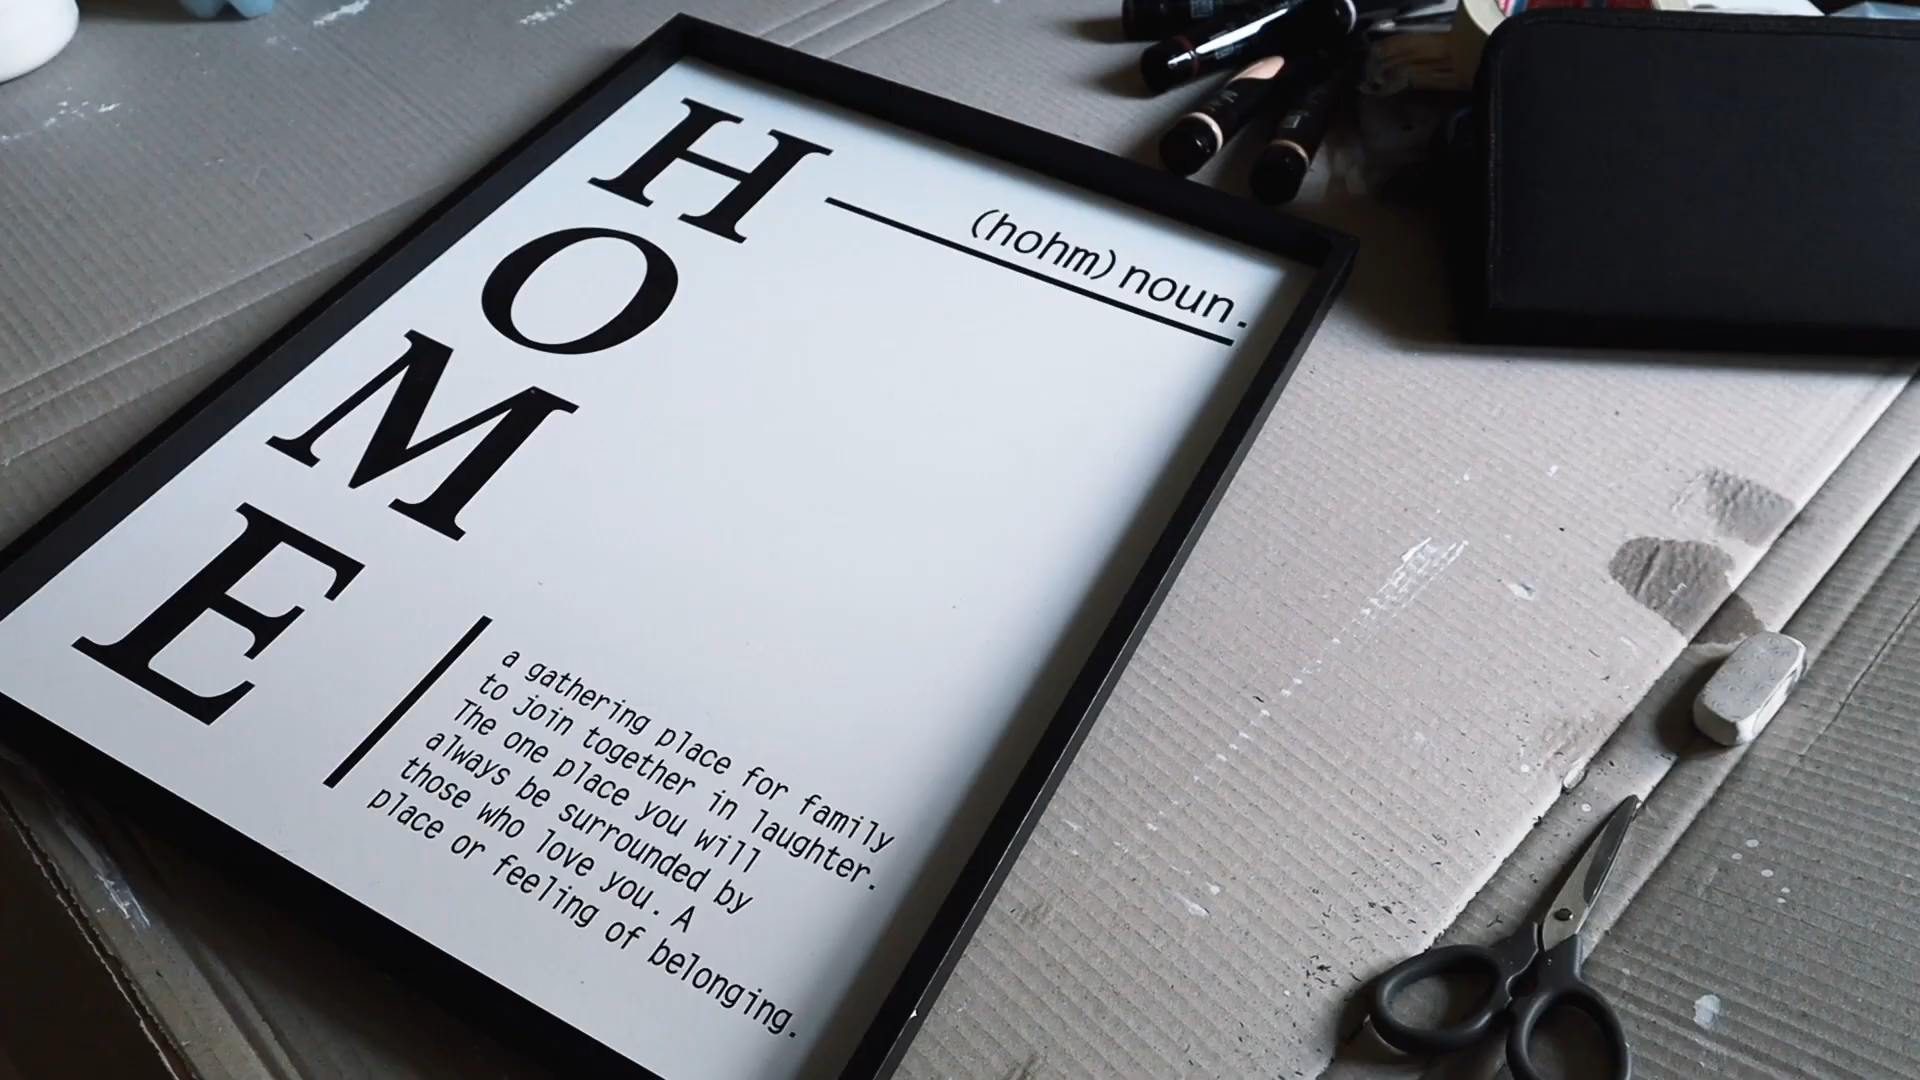 HOME
(hohm) noun.
a gathering place for family
to join together in laughter.
The one place you will
always be surrounded by
those who love you. A
place or feeling of belonging.